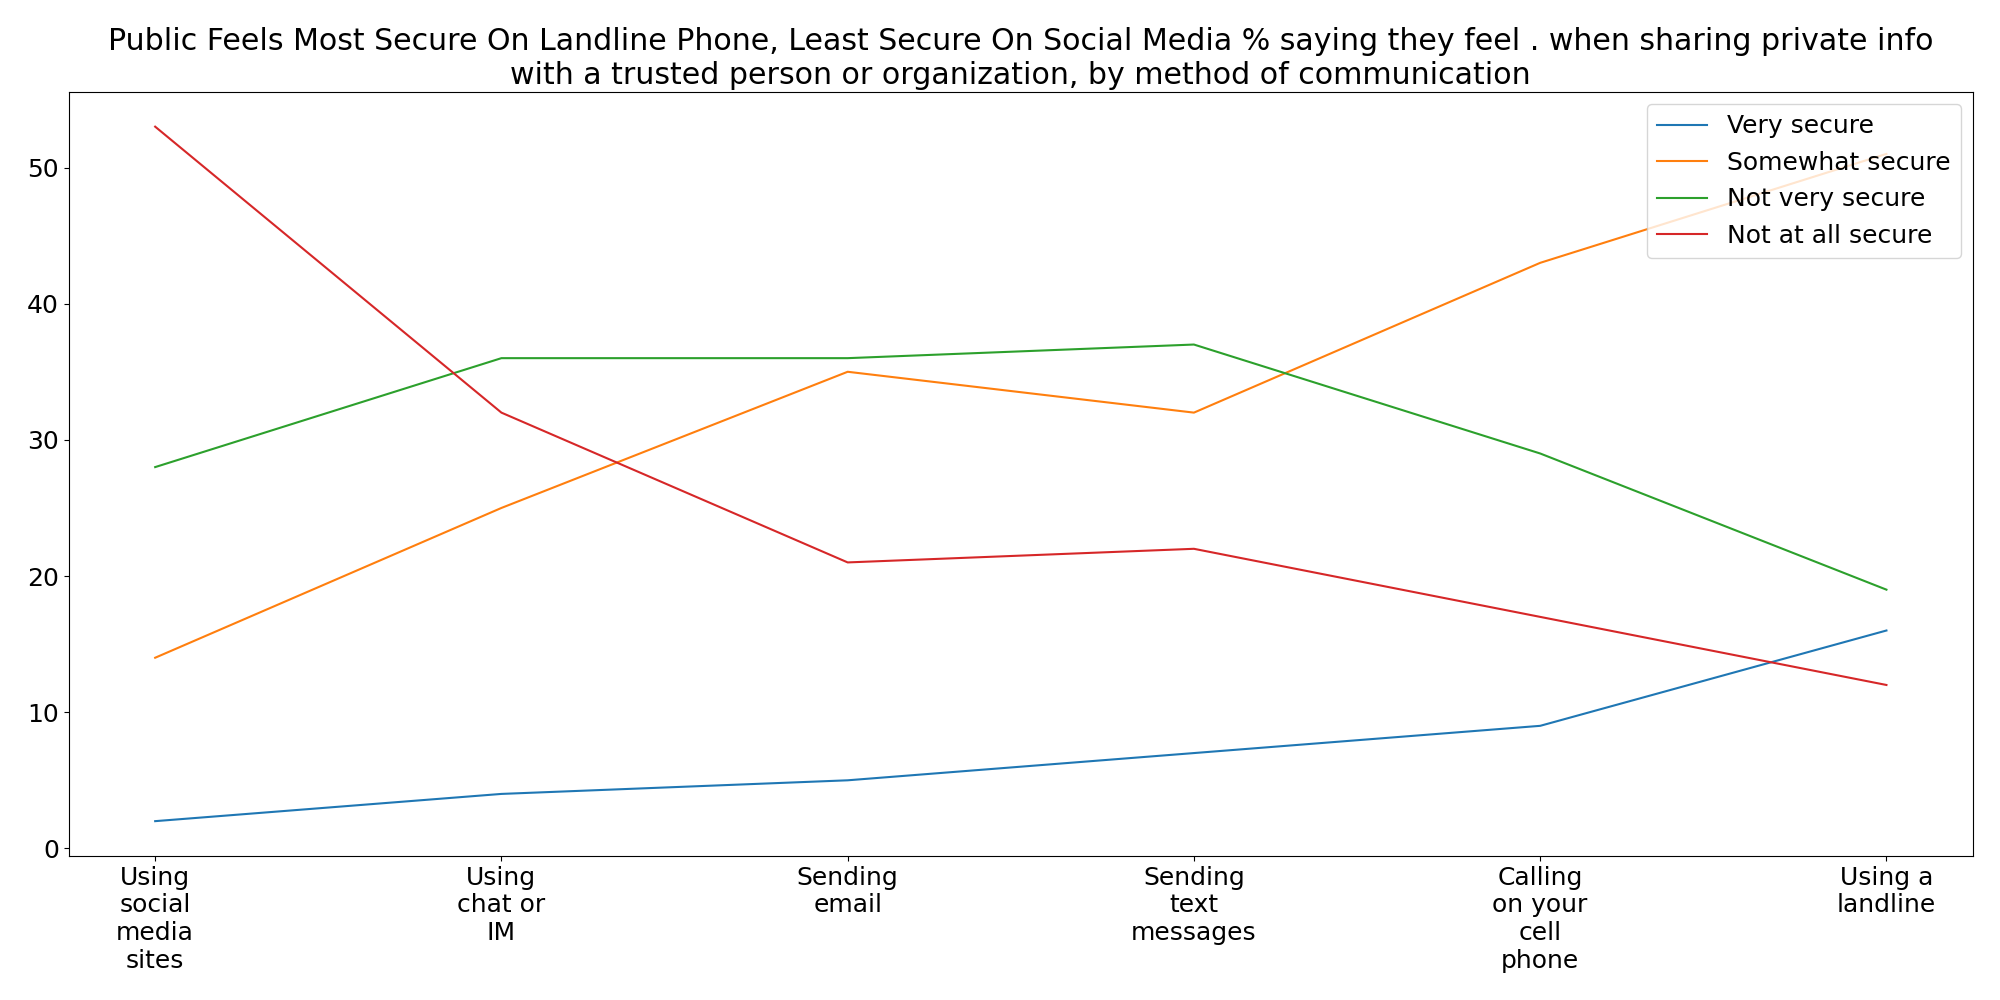 Public Feels Most Secure On Landline Phone, Least Secure On Social Media % saying they feel . when sharing private info
with a trusted person or organization, by method of communication
Very secure
Somewhat secure
Not very secure
Not at all secure
50
40
30
20
10
0
Using
social
media
sites
Using
chat or
IM
Sending
email
Sending
text
messages
Calling
on your
cell
phone
Using a
landline